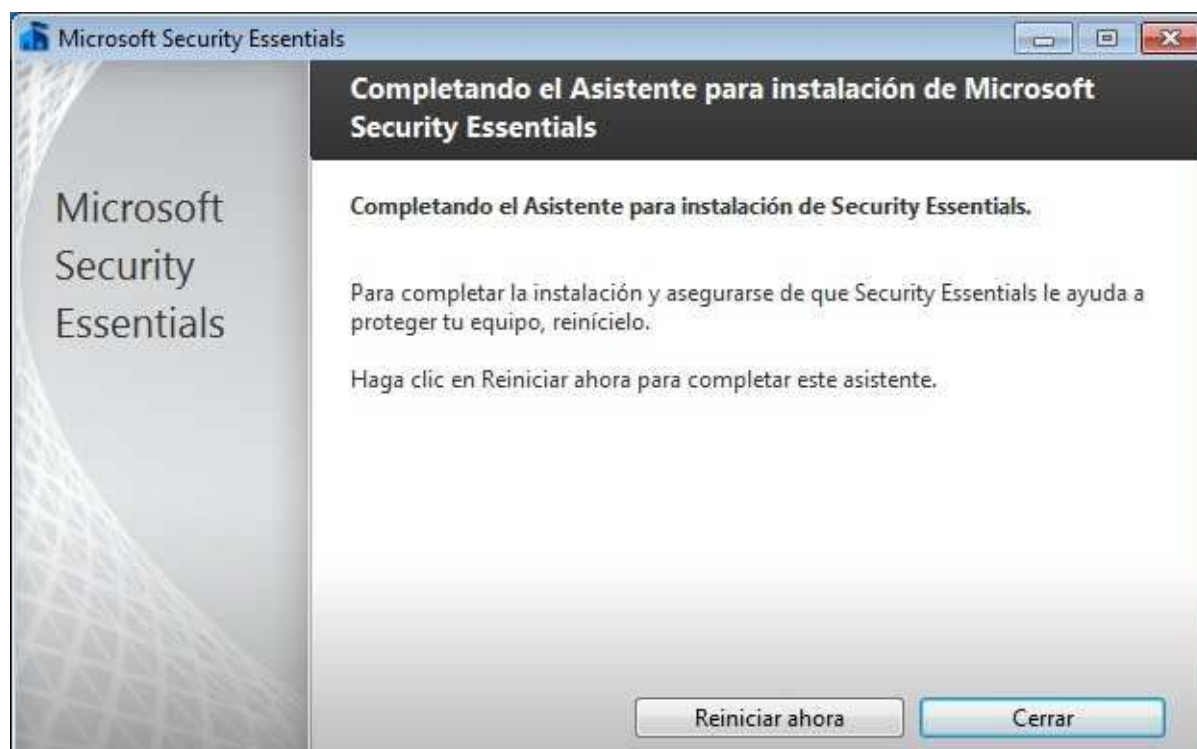 Microsoft Security Essentials
Completando el Asistente para instalación de Microsoft
Security Essentials
Microsoft
Security
Essentials
Completando el Asistente para instalación de Security Essentials.
Para completar la instalación y asegurarse de que Security Essentials le ayuda a
proteger tu equipo, reinícielo.
Haga clic en Reiniciar ahora para completar este asistente.
Reiniciar ahora
Cerrar